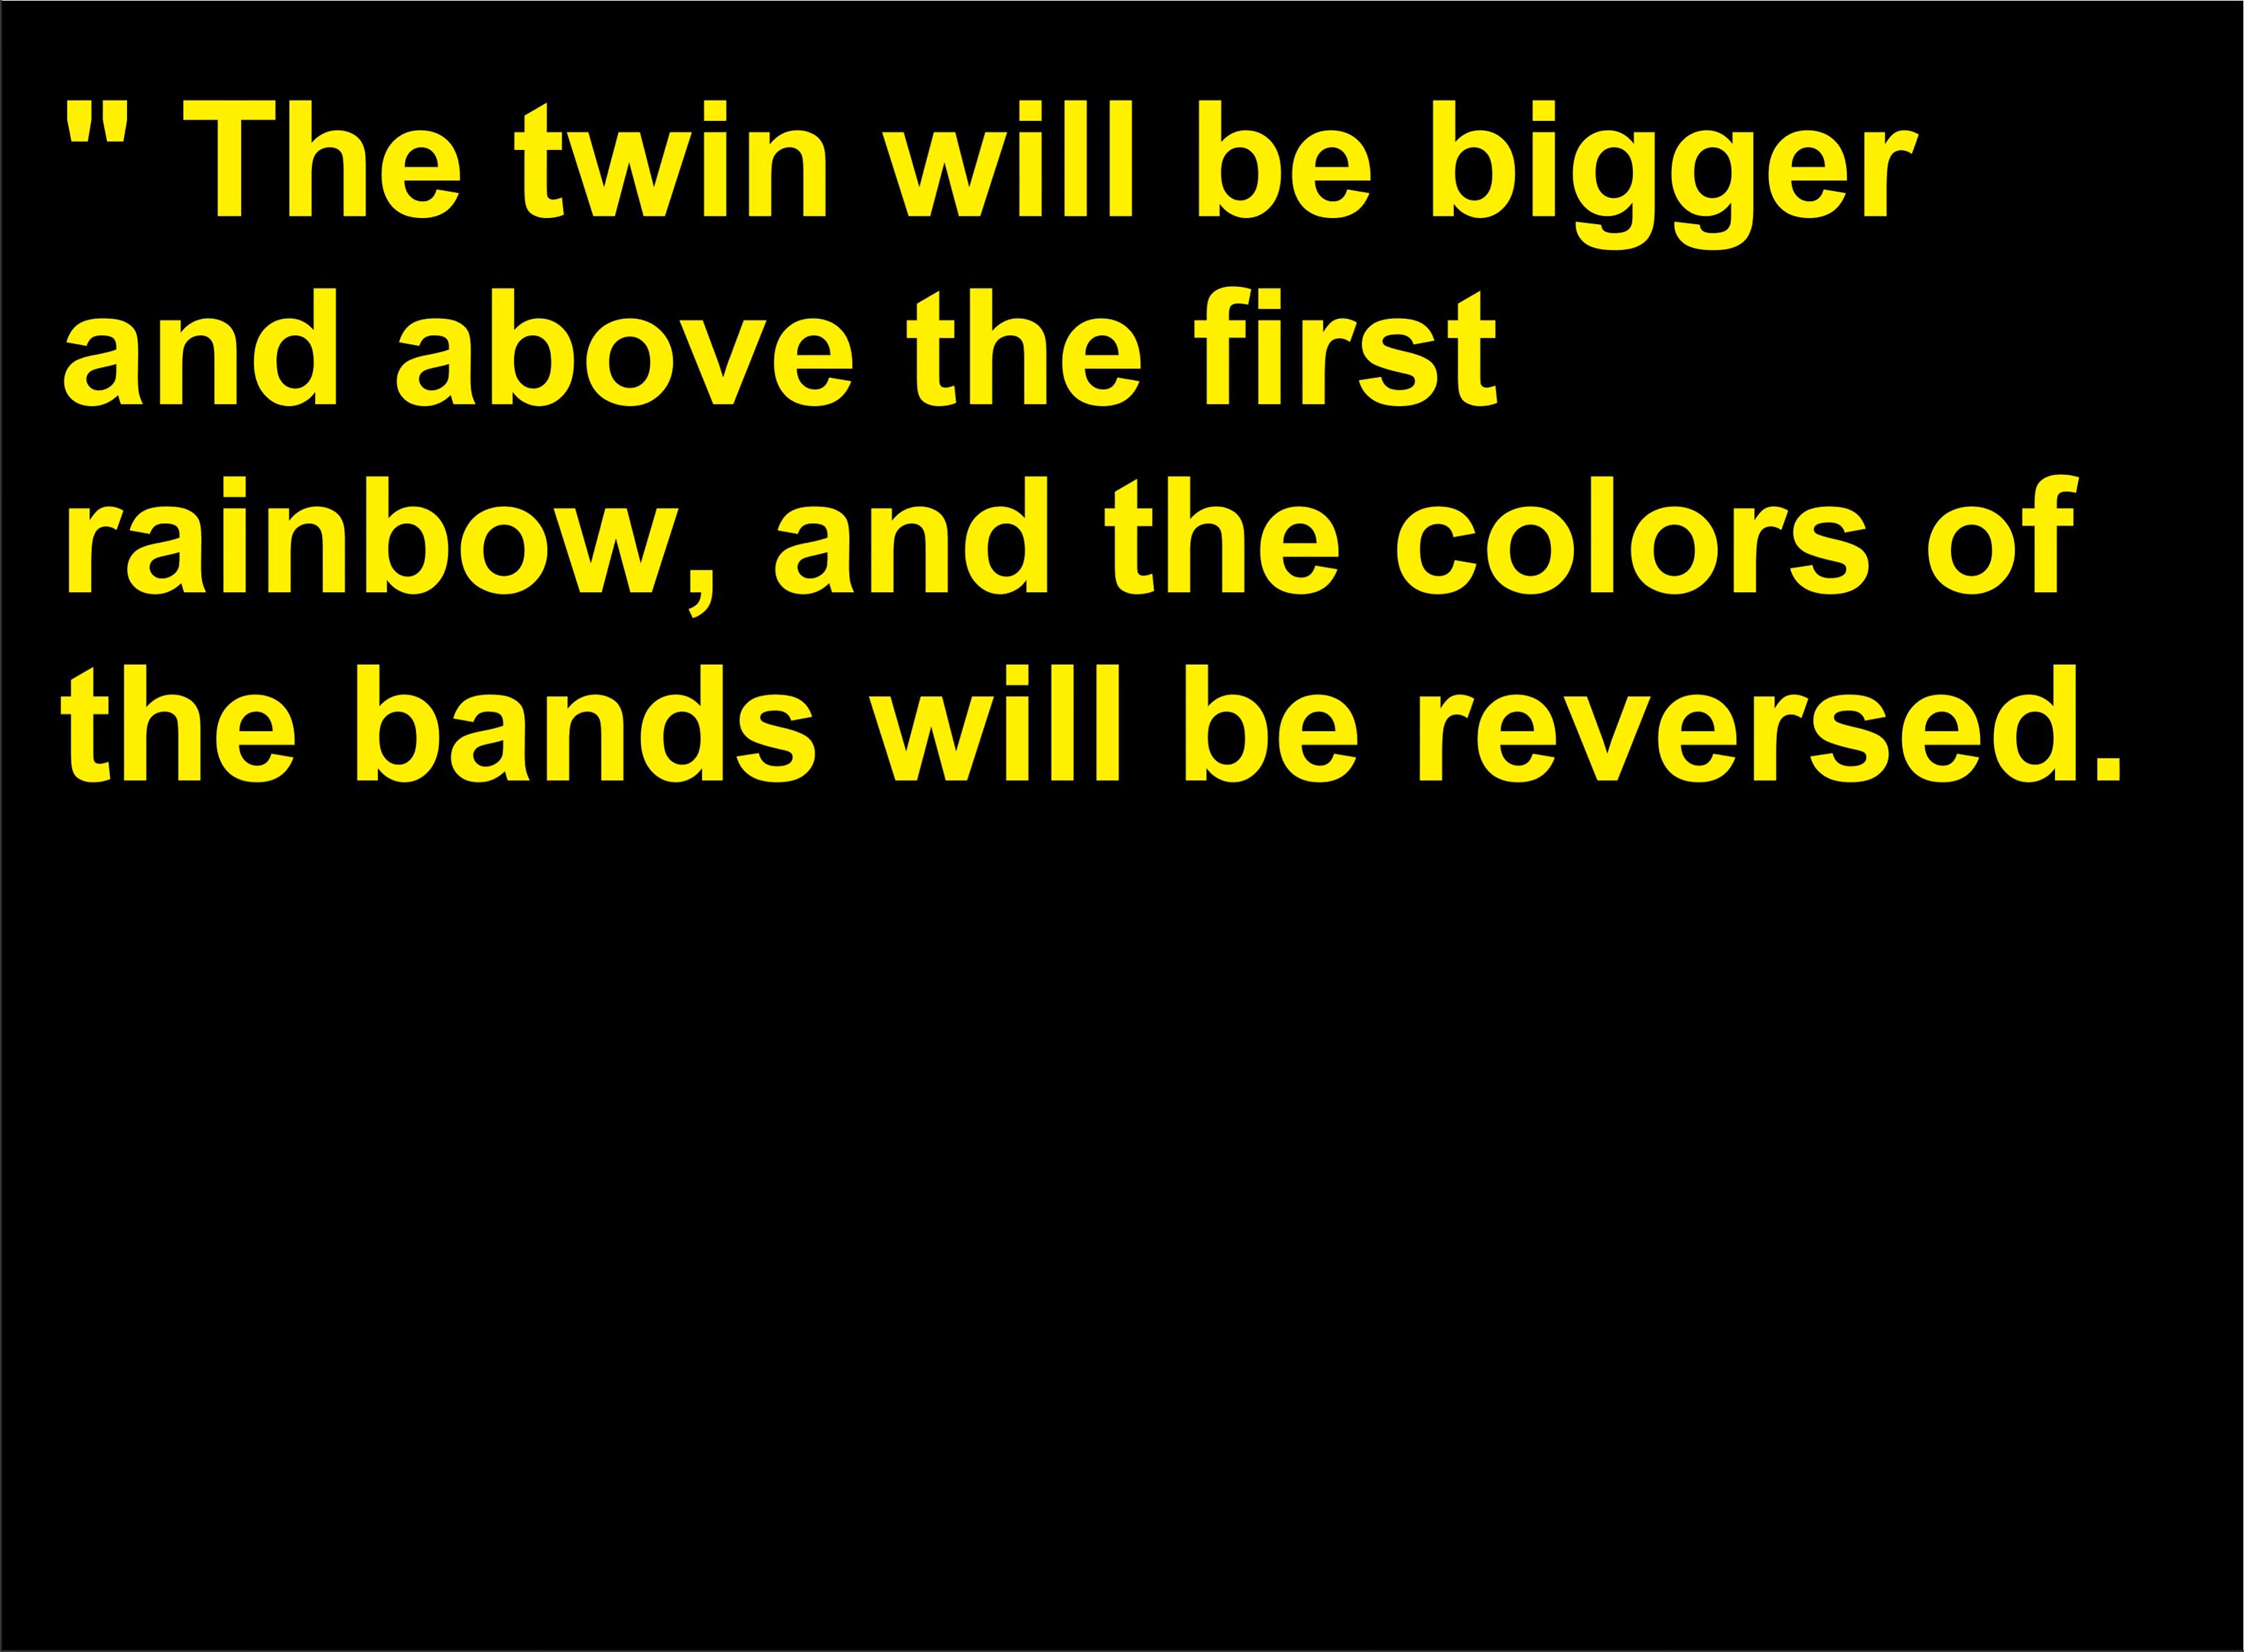 " The twin will be bigger
and above the first
rainbow, and the colors of
the bands will be reversed.